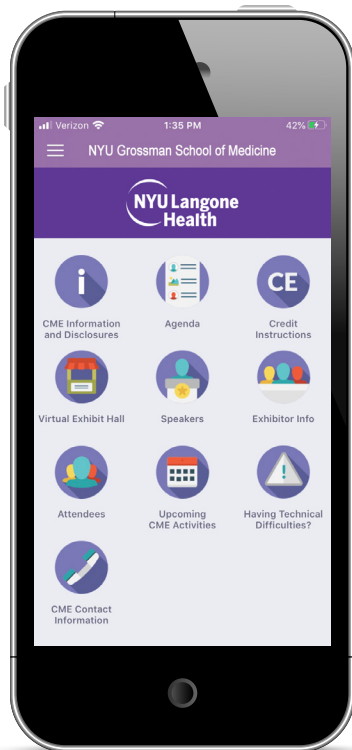 Verizon 1:35 PM 42%
NYU Grossman School of Medicine
NYU Langone
Health
i
CE
CME Information
and Disclosures
Agenda
Credit
Instructions
Virtual Exhibit Hall
Speakers
Exhibitor Info
!
Attendees
Upcoming
CME Activities
Having Technical
Difficulties?
CME Contact
Information